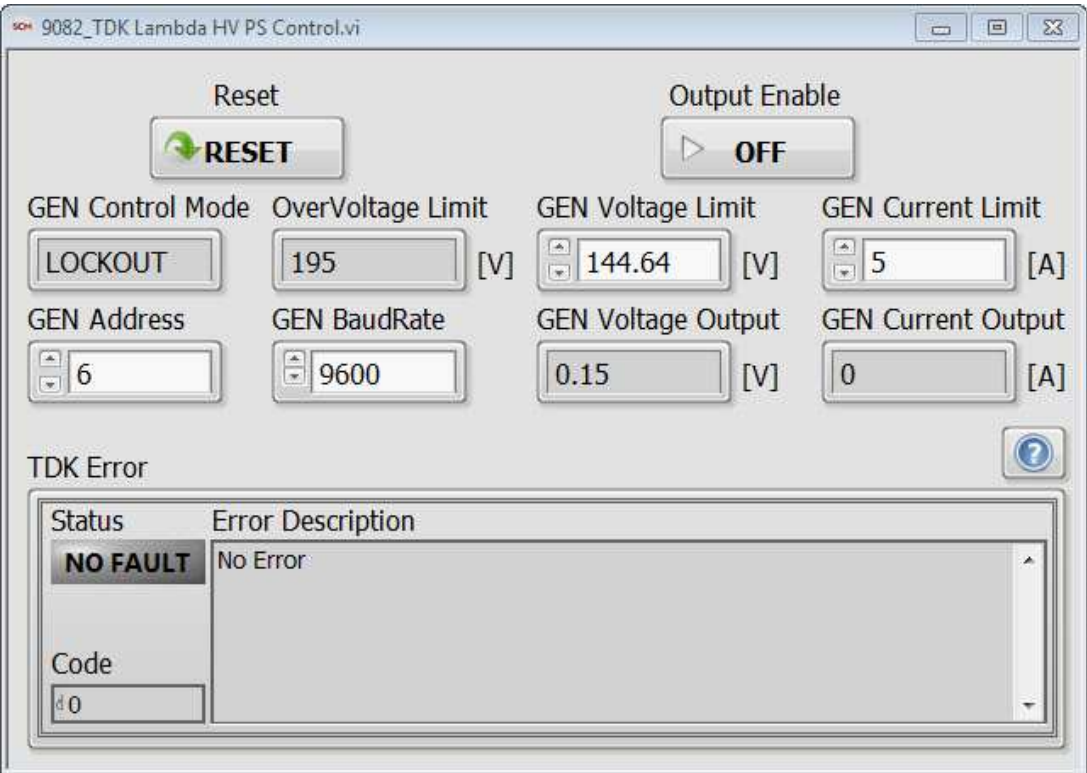 SCM 9082_TDK Lambda HV PS Control.vi
Reset Output Enable
RESET OFF
GEN Control Mode OverVoltage Limit GEN Voltage Limit GEN Current Limit
LOCKOUT 195 [V] 144.64 [V] 5 [A]
GEN Address GEN BaudRate GEN Voltage Output GEN Current Output
6 9600 0.15 [V] 0 [A]
?
TDK Error
Status Error Description
NO FAULT No Error
Code
d 0